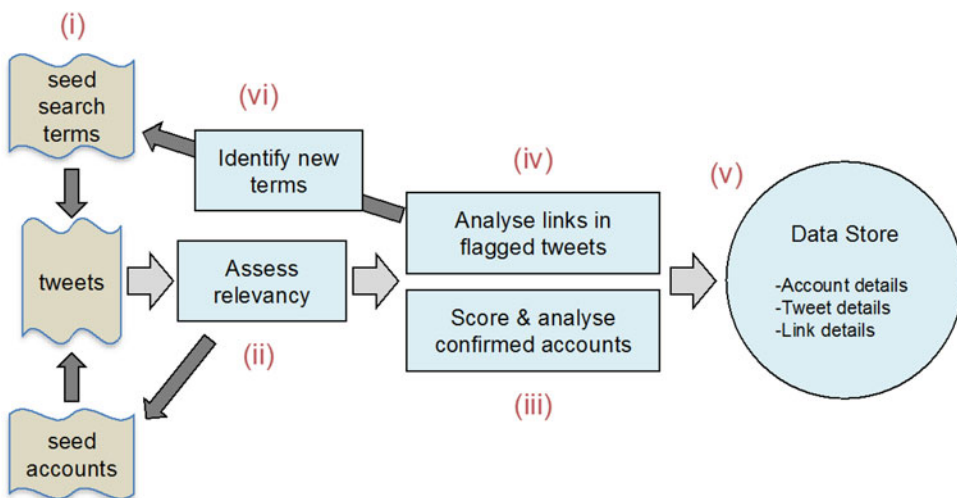 (i)
seed
search
terms
(vi)
Identify new
terms
(iv)
Analyse links in
flagged tweets
(v)
Data Store
-Account details
-Tweet details
-Link details
tweets
Assess
relevancy
(ii)
Score & analyse
confirmed accounts
(iii)
seed
accounts